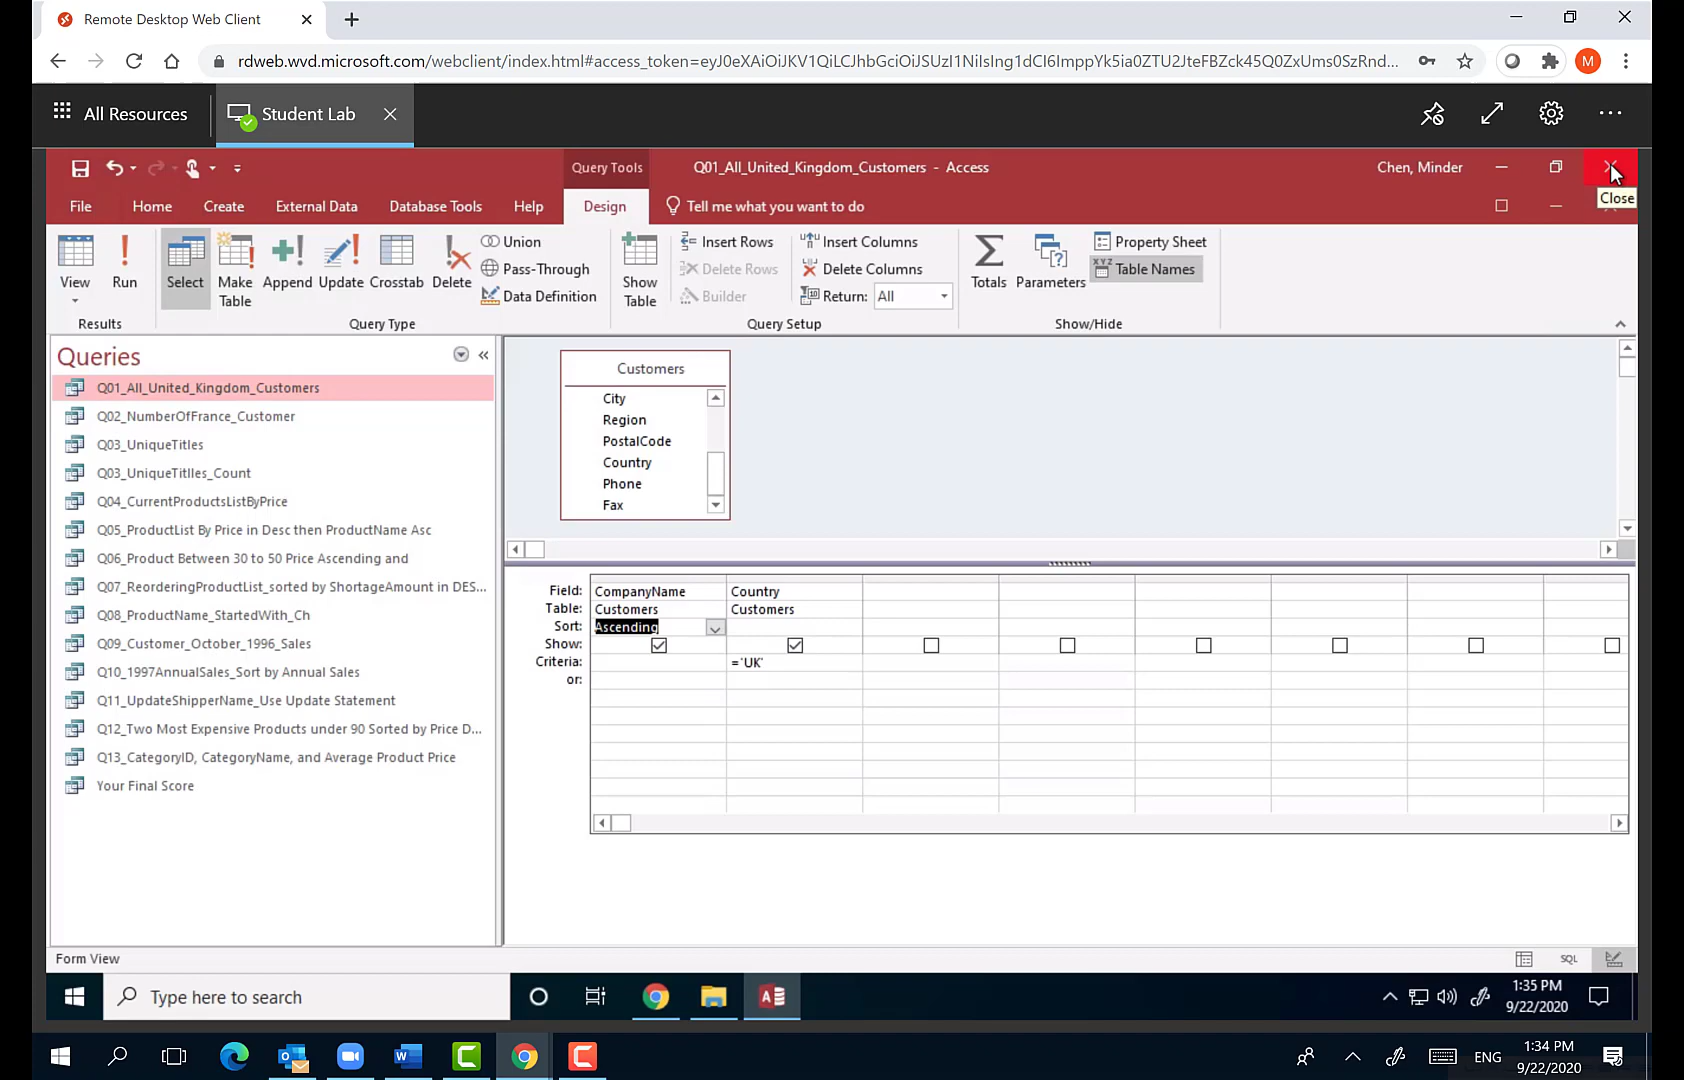 Remote Desktop Web Client
rdweb.wvd.microsoft.com/webclient/index.html#access_token=eyJ0eXAiOiJKV1QiLCJhbGciOiJSUzI1NiIsIng1dCI6ImppYk5ia0ZTU2JteFBZck45Q0ZxUms0SzRnd...
M
All Resources
Student Lab
Query Tools
Q01_All_United_Kingdom_Customers - Access
Chen, Minder
Close
File Home Create External Data Database Tools Help Design Tell me what you want to do
View Run Select Make Table Append Update Crosstab Delete
Union
Pass-Through
Data Definition
Show Table
Insert Rows
Delete Rows
Builder
Insert Columns
Delete Columns
Return: All
Totals Parameters
Property Sheet
XYZ Table Names
Results Query Type Query Setup Show/Hide
Queries
Q01_All_United_Kingdom_Customers
Q02_NumberOfFrance_Customer
Q03_UniqueTitles
Q03_UniqueTitlles_Count
Q04_CurrentProductsListByPrice
Q05_ProductList By Price in Desc then ProductName Asc
Q06_Product Between 30 to 50 Price Ascending and
Q07_ReorderingProductList_sorted by ShortageAmount in DES...
Q08_ProductName_StartedWith_Ch
Q09_Customer_October_1996_Sales
Q10_1997AnnualSales_Sort by Annual Sales
Q11_UpdateShipperName_Use Update Statement
Q12_Two Most Expensive Products under 90 Sorted by Price D...
Q13_CategoryID, CategoryName, and Average Product Price
Your Final Score
Customers
City
Region
PostalCode
Country
Phone
Fax
Field: CompanyName Country
Table: Customers Customers
Sort: Ascending
Show:
Criteria: ='UK'
or:
Form View
SQL
Type here to search
1:35 PM
9/22/2020
ENG
1:34 PM
9/22/2020